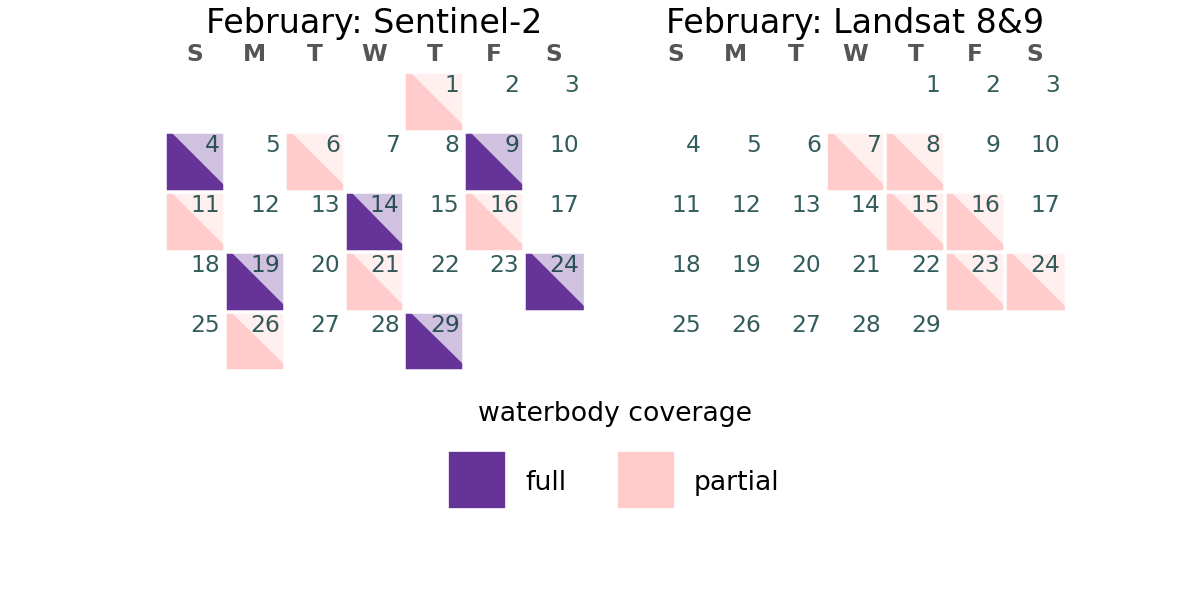 February: Sentinel-2
S M T W T F S
1 2 3
4 5 6 7 8 9 10
11 12 13 14 15 16 17
18 19 20 21 22 23 24
25 26 27 28 29
February: Landsat 8&9
S M T W T F S
1 2 3
4 5 6 7 8 9 10
11 12 13 14 15 16 17
18 19 20 21 22 23 24
25 26 27 28 29
waterbody coverage
full partial